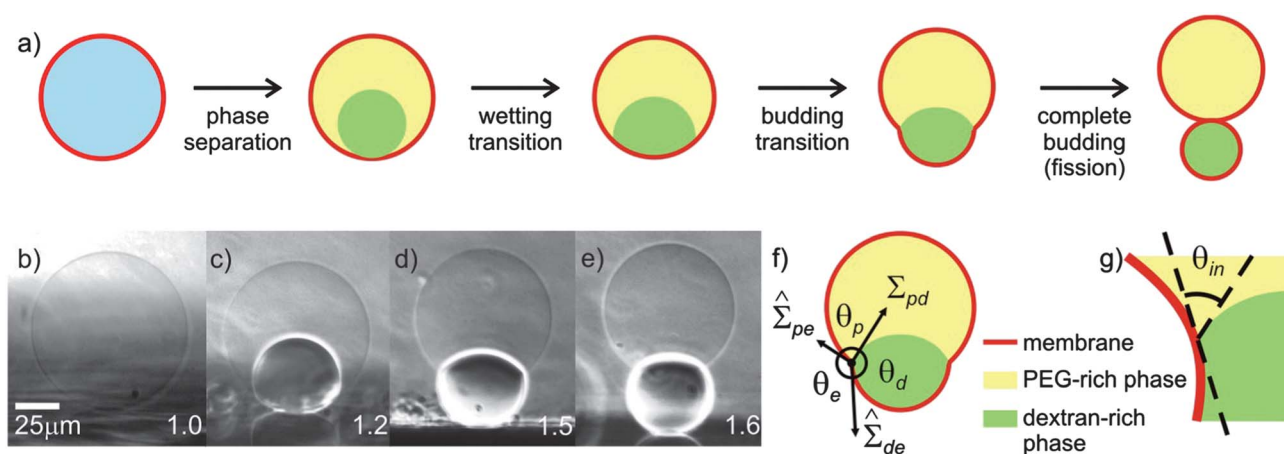 a)
phase
separation
wetting
transition
budding
transition
complete
budding
(fission)
b)
25μm
1.0
c)
1.2
d)
1.5
e)
1.6
f)
Σ̂pe
θp
Σpd
θe
θd
Σ̂de
g)
θin
membrane
PEG-rich phase
dextran-rich
phase